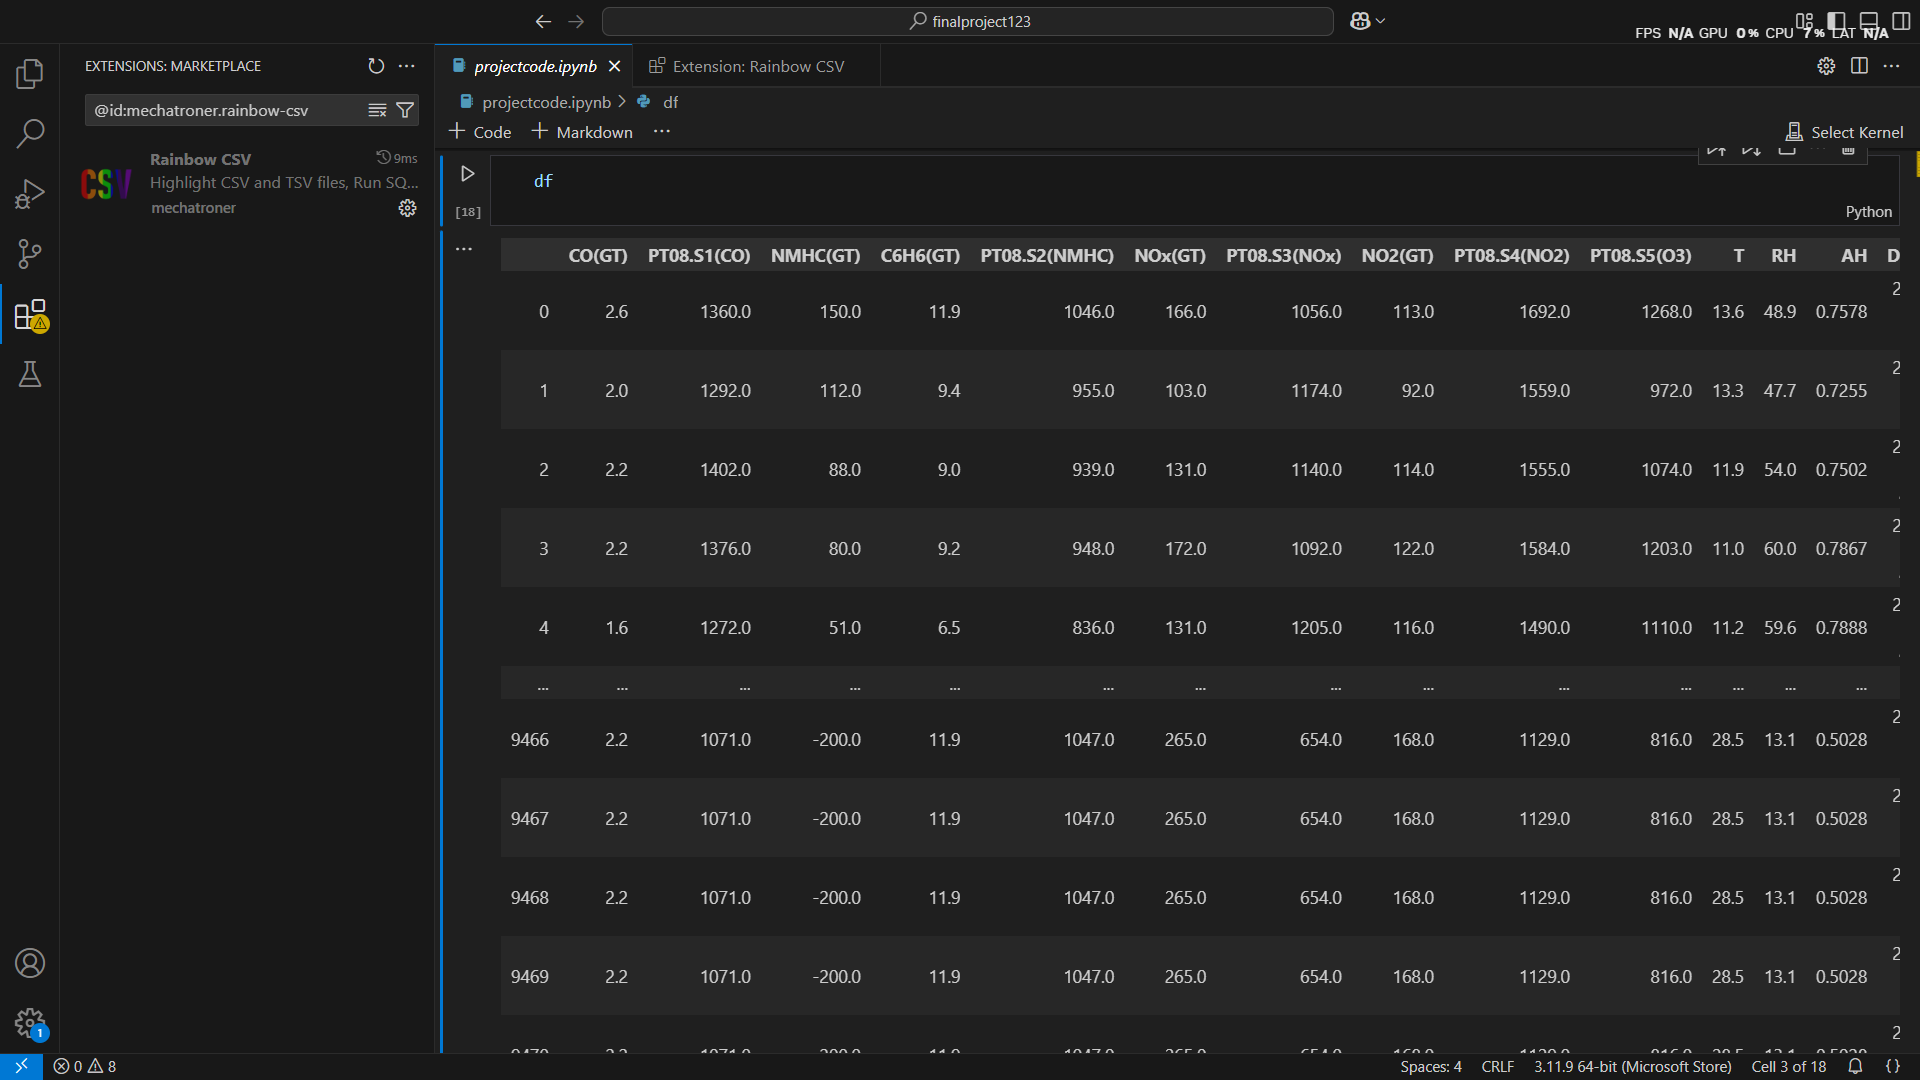 finalproject123
FPS N/A GPU 0% CPU 7% LAT N/A
EXTENSIONS: MARKETPLACE
@id:mechatroner.rainbow-csv
CSV
Rainbow CSV
9ms
Highlight CSV and TSV files, Run SQ...
mechatroner
projectcode.ipynb
Extension: Rainbow CSV
projectcode.ipynb > df
+ Code + Markdown ...
Select Kernel
df
[18]
Python
CO(GT) PT08.S1(CO) NMHC(GT) C6H6(GT) PT08.S2(NMHC) NOx(GT) PT08.S3(NOx) NO2(GT) PT08.S4(NO2) PT08.S5(O3) T RH AH D
0 2.6 1360.0 150.0 11.9 1046.0 166.0 1056.0 113.0 1692.0 1268.0 13.6 48.9 0.7578 2
1 2.0 1292.0 112.0 9.4 955.0 103.0 1174.0 92.0 1559.0 972.0 13.3 47.7 0.7255 2
2 2.2 1402.0 88.0 9.0 939.0 131.0 1140.0 114.0 1555.0 1074.0 11.9 54.0 0.7502 2
3 2.2 1376.0 80.0 9.2 948.0 172.0 1092.0 122.0 1584.0 1203.0 11.0 60.0 0.7867 2
4 1.6 1272.0 51.0 6.5 836.0 131.0 1205.0 116.0 1490.0 1110.0 11.2 59.6 0.7888 2
... ... ... ... ... ... ... ... ... ... ... ... ... ...
9466 2.2 1071.0 -200.0 11.9 1047.0 265.0 654.0 168.0 1129.0 816.0 28.5 13.1 0.5028 2
9467 2.2 1071.0 -200.0 11.9 1047.0 265.0 654.0 168.0 1129.0 816.0 28.5 13.1 0.5028 2
9468 2.2 1071.0 -200.0 11.9 1047.0 265.0 654.0 168.0 1129.0 816.0 28.5 13.1 0.5028 2
9469 2.2 1071.0 -200.0 11.9 1047.0 265.0 654.0 168.0 1129.0 816.0 28.5 13.1 0.5028 2
2
1
0 8
Spaces: 4 CRLF 3.11.9 64-bit (Microsoft Store) Cell 3 of 18 {}